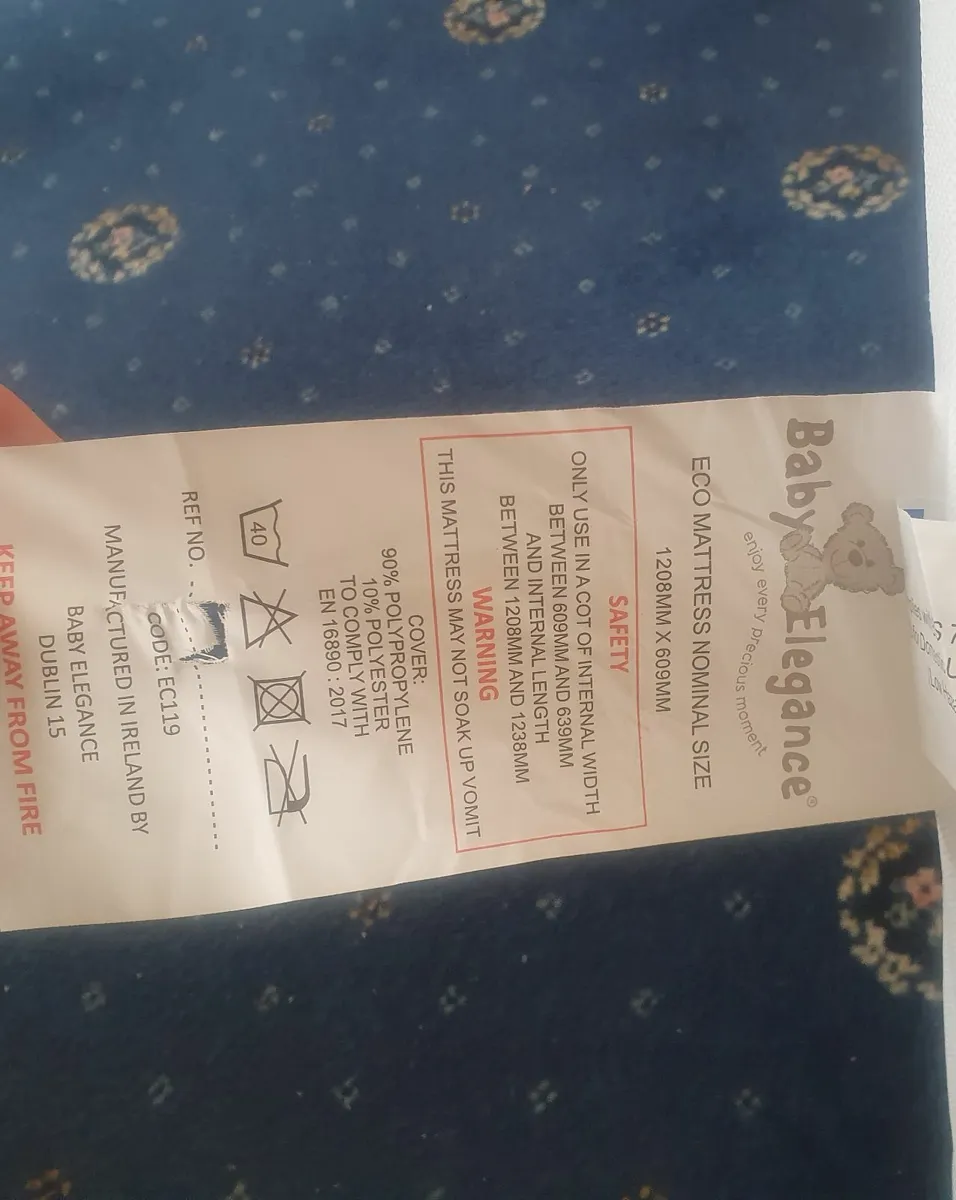 Baby Elegance®
enjoy every precious moment
ECO MATTRESS NOMINAL SIZE
1208MM X 609MM
SAFETY
ONLY USE IN A COT OF INTERNAL WIDTH
BETWEEN 609MM AND 639MM
AND INTERNAL LENGTH
BETWEEN 1208MM AND 1238MM
WARNING
THIS MATTRESS MAY NOT SOAK UP VOMIT
COVER:
90% POLYPROPYLENE
10% POLYESTER
TO COMPLY WITH
EN 16890 : 2017
40
REF NO.
CODE: EC119
MANUFACTURED IN IRELAND BY
BABY ELEGANCE
DUBLIN 15
KEEP AWAY FROM FIRE